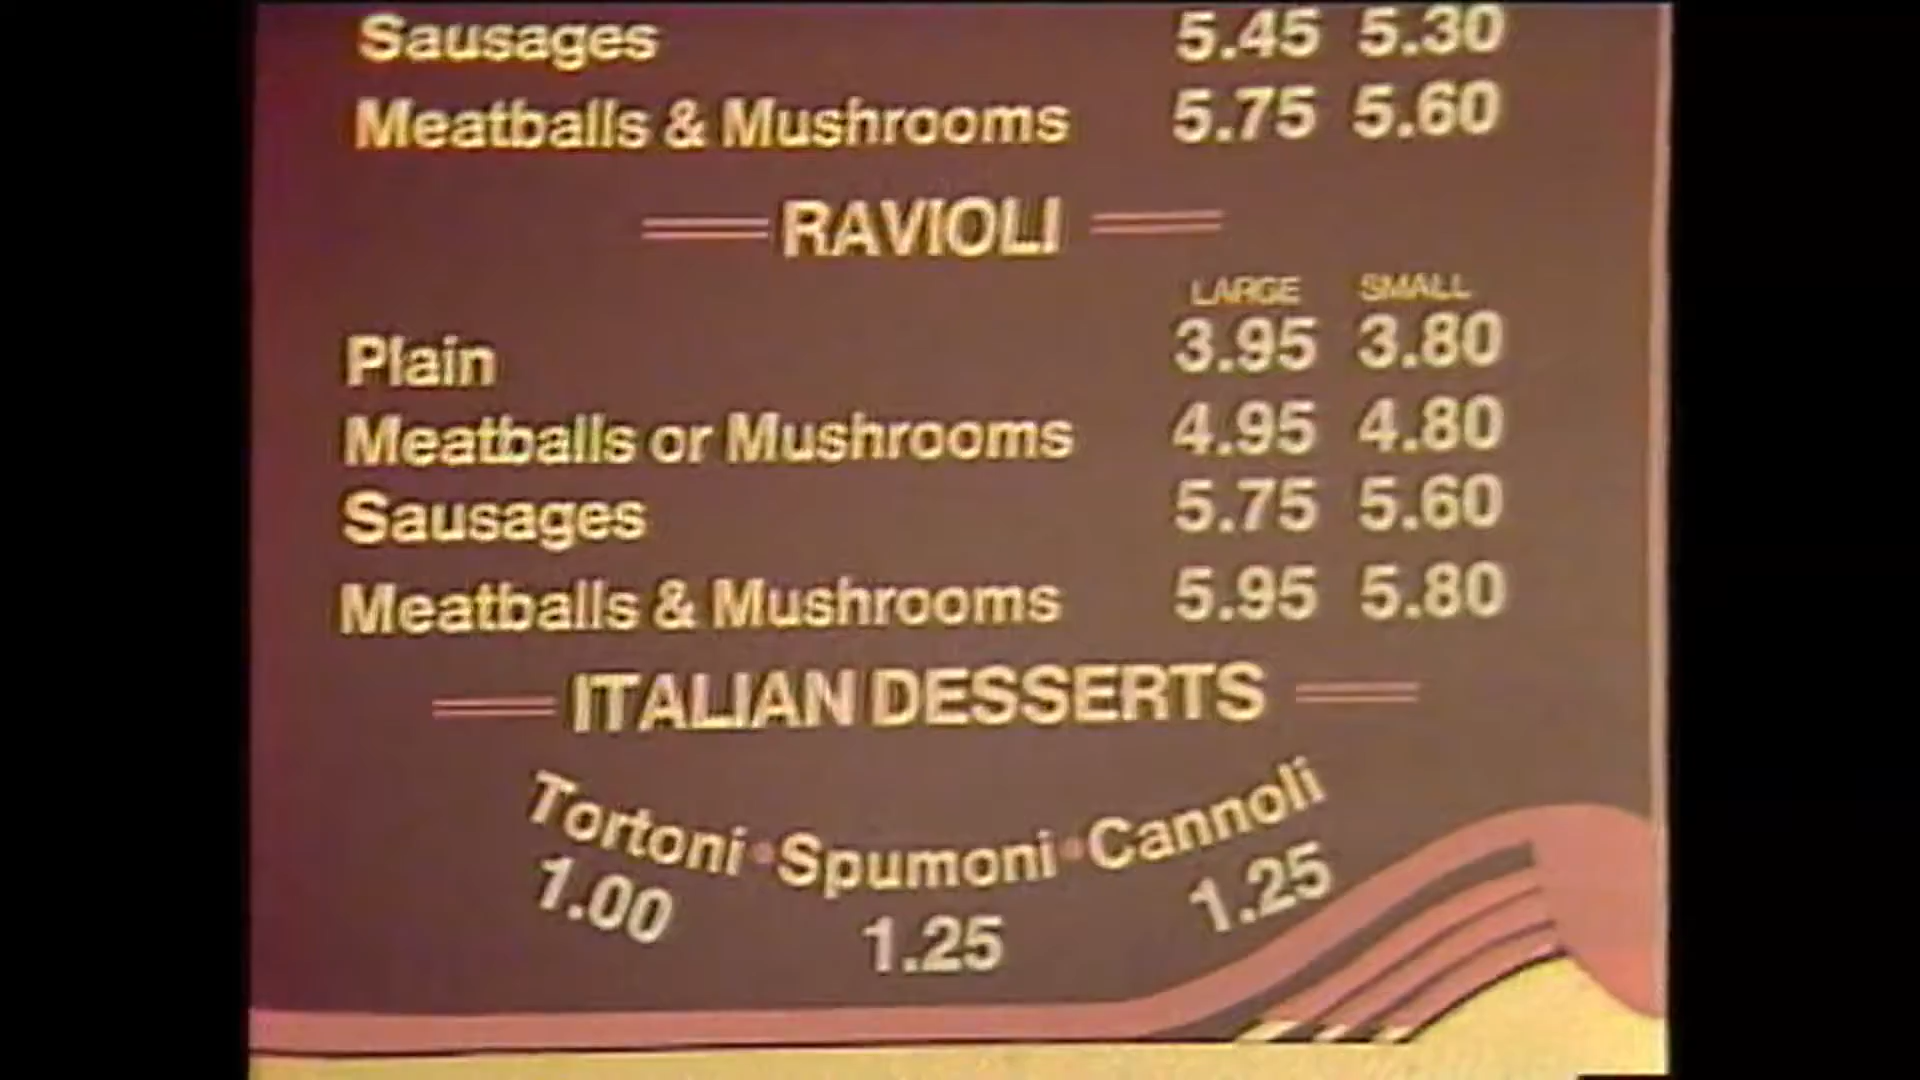 Sausages 5.45 5.30
Meatballs & Mushrooms 5.75 5.60
RAVIOLI
LARGE SMALL
Plain 3.95 3.80
Meatballs or Mushrooms 4.95 4.80
Sausages 5.75 5.60
Meatballs & Mushrooms 5.95 5.80
ITALIAN DESSERTS
Tortoni • Spumoni • Cannoli
1.00 1.25 1.25